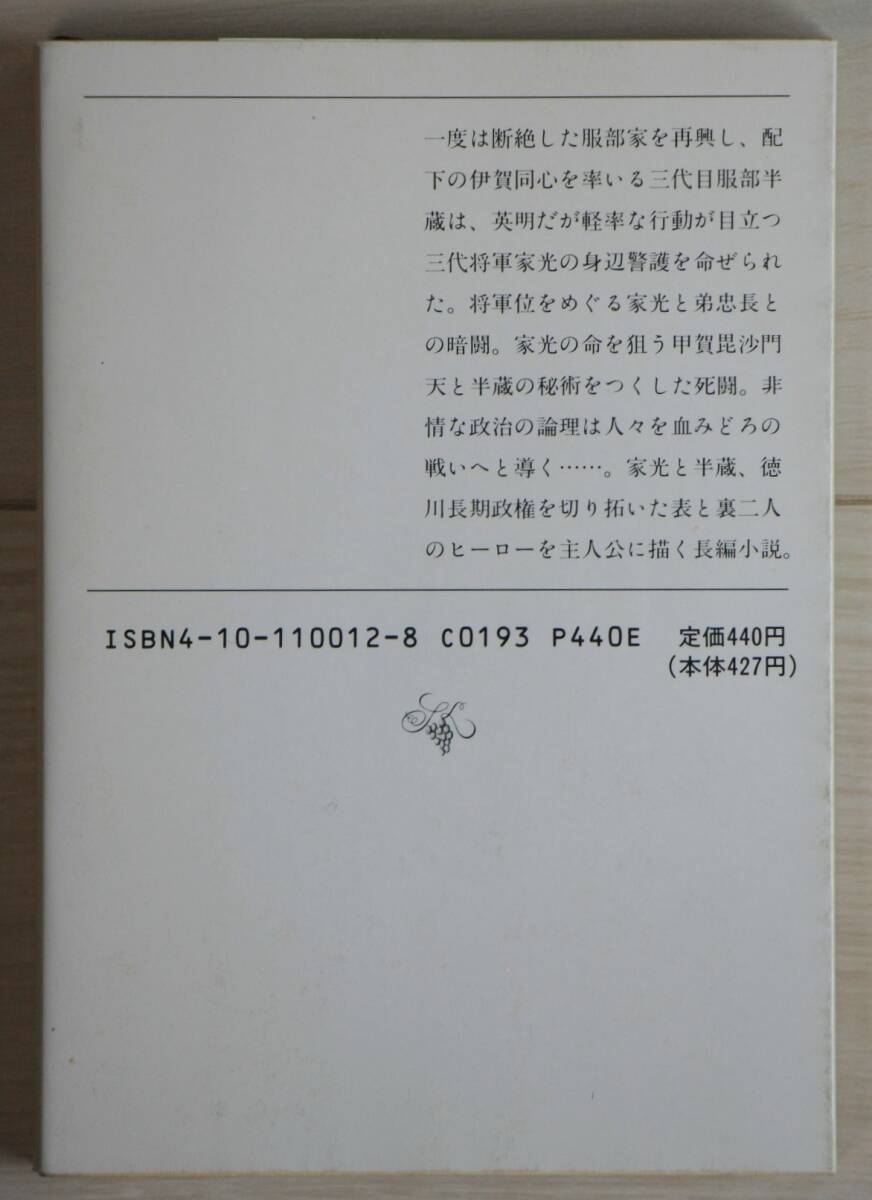 一度は断絶した服部家を再興し、配
下の伊賀同心を率いる三代目服部半
蔵は、英明だが軽率な行動が目立つ
三代将軍家光の身辺警護を命ぜられ
た。将軍位をめぐる家光と弟忠長と
の暗闘。家光の命を狙う甲賀毘沙門
天と半蔵の秘術をつくした死闘。非
情な政治の論理は人々を血みどろの
戦いへと導く……。家光と半蔵、徳
川長期政権を切り拓いた表と裏二人
のヒーローを主人公に描く長編小説。
ISBN4-10-110012-8 C0193 P440E 定価440円
(本体427円)